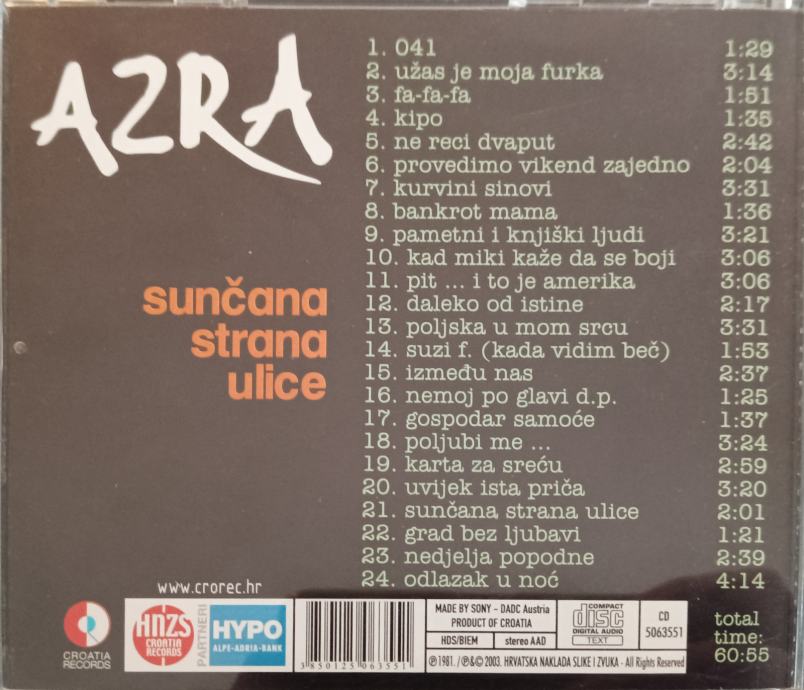 AZRA
sunčana
strana
ulice
1. 041 1:29
2. užas je moja furka 3:14
3. fa-fa-fa 1:51
4. kipo 1:35
5. ne reci dvaput 2:42
6. provedimo vikend zajedno 2:04
7. kurvini sinovi 3:31
8. bankrot mama 1:36
9. pametni i knjiški ljudi 3:21
10. kad miki kaže da se boji 3:06
11. pit ... i to je amerika 3:06
12. daleko od istine 2:17
13. poljska u mom srcu 3:31
14. suzi f. (kada vidim beč) 1:53
15. između nas 2:37
16. nemoj po glavi d.p. 1:25
17. gospodar samoće 1:37
18. poljubi me ... 3:24
19. karta za sreću 2:59
20. uvijek ista priča 3:20
21. sunčana strana ulice 2:01
22. grad bez ljubavi 1:21
23. nedjelja popodne 2:39
24. odlazak u noć 4:14
total
time:
60:55
www.crorec.hr
CROATIA
RECORDS
HNZS
CROATIA
RECORDS
PARTNERI
HYPO
ALPE-ADRIA-BANK
3 850125 063551
MADE BY SONY - DADC Austria
PRODUCT OF CROATIA
HDS/BIEM stereo AAD
COMPACT
disc
DIGITAL AUDIO
TEXT
CD
5063551
℗1981. / ℗&© 2003. HRVATSKA NAKLADA SLIKE I ZVUKA - All Rights Reserved